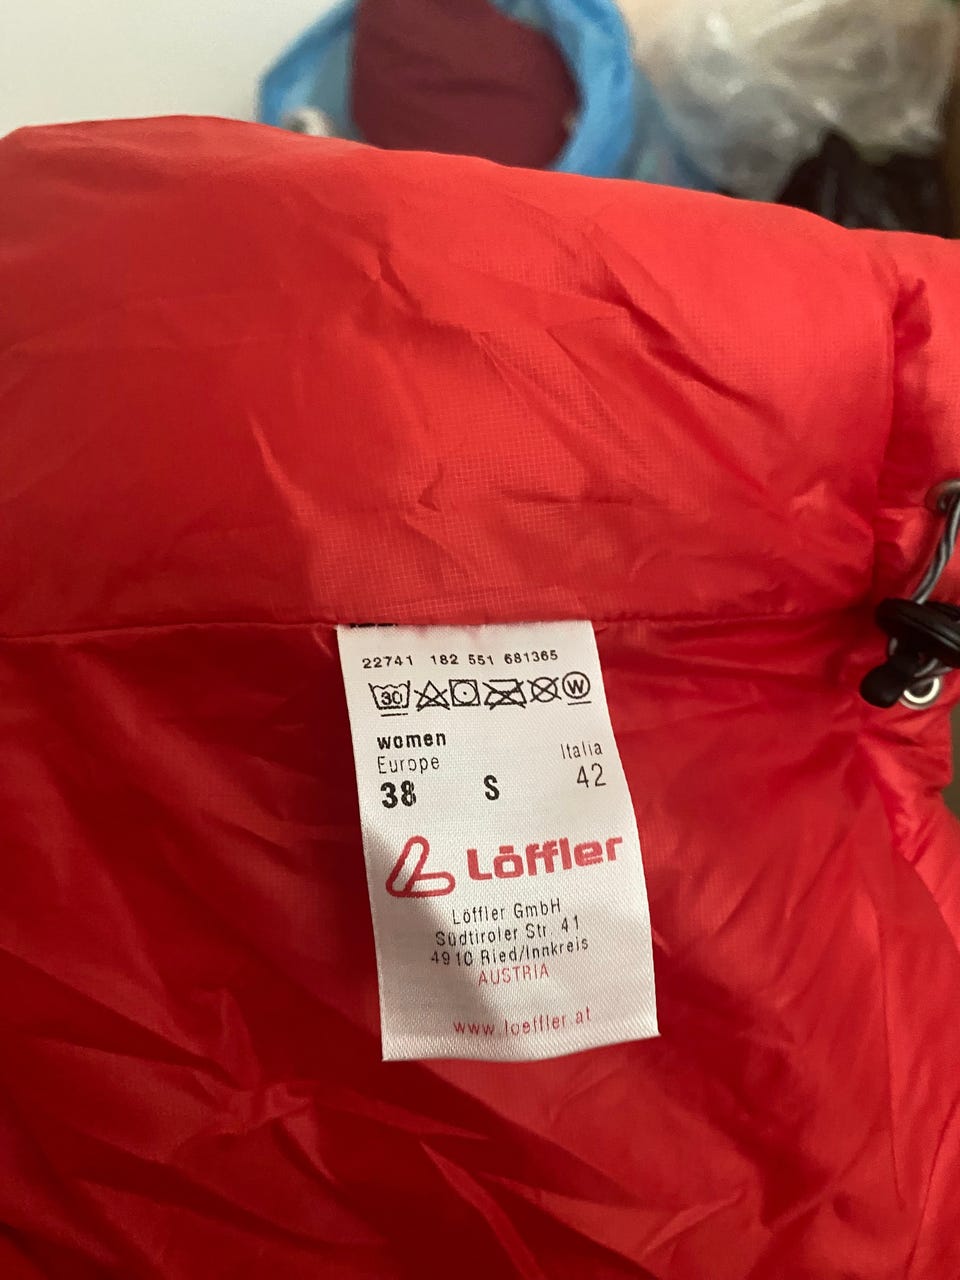 22741 182 551 681365
30 W
women
Europe Italia
38 S 42
Löffler
Löffler GmbH
Südtiroler Str. 41
4910 Ried/Innkreis
AUSTRIA
www.loeffler.at